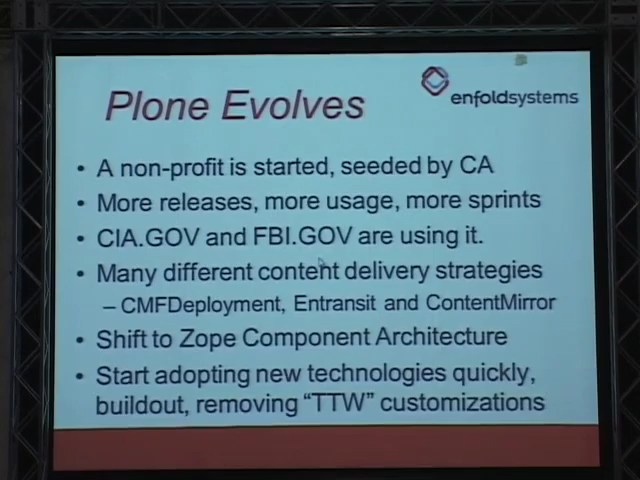 Plone Evolves
enfoldsystems
• A non-profit is started, seeded by CA
• More releases, more usage, more sprints
• CIA.GOV and FBI.GOV are using it.
• Many different content delivery strategies
– CMFDeployment, Entransit and ContentMirror
• Shift to Zope Component Architecture
• Start adopting new technologies quickly,
buildout, removing “TTW” customizations